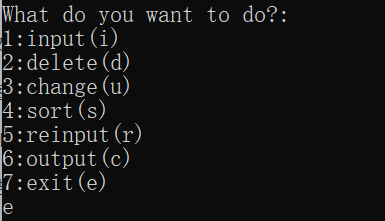 What do you want to do?:
1:input(i)
2:delete(d)
3:change(u)
4:sort(s)
5:reinput(r)
6:output(c)
7:exit(e)
e